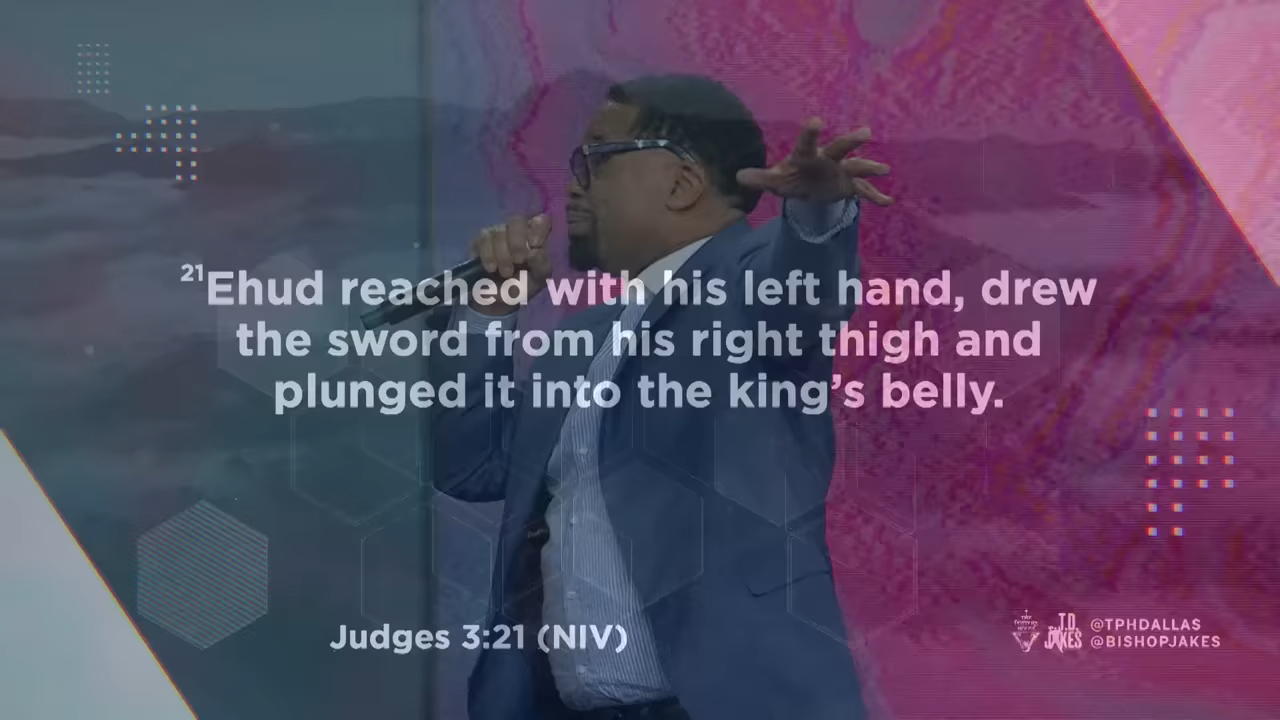 21Ehud reached with his left hand, drew
the sword from his right thigh and
plunged it into the king’s belly.
Judges 3:21 (NIV)
T.D.
JAKES
@TPHDALLAS
@BISHOPJAKES